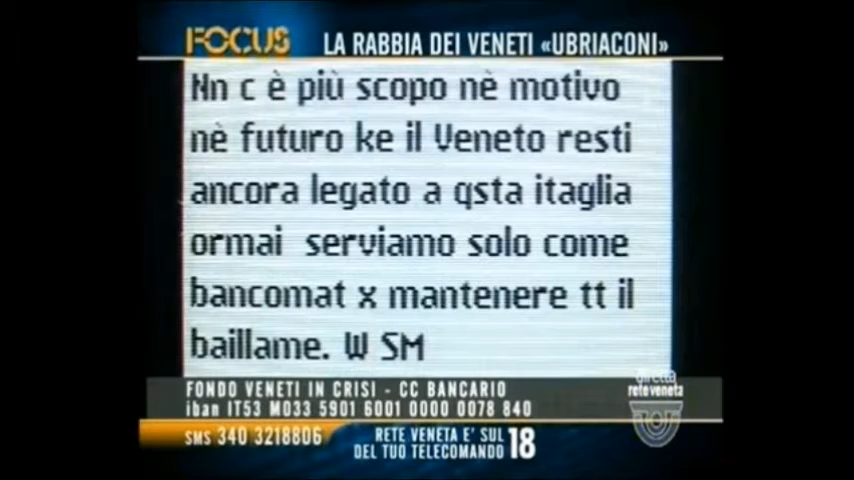 FOCUS LA RABBIA DEI VENETI «UBRIACONI»
Nn c è più scopo nè motivo
nè futuro ke il Veneto resti
ancora legato a qsta itaglia
ormai serviamo solo come
bancomat x mantenere tt il
baillame. W SM
diretta
reteveneta
FONDO VENETI IN CRISI - CC BANCARIO
iban IT53 M033 5901 6001 0000 0078 840
SMS 340 3218806
RETE VENETA E' SUL
DEL TUO TELECOMANDO 18